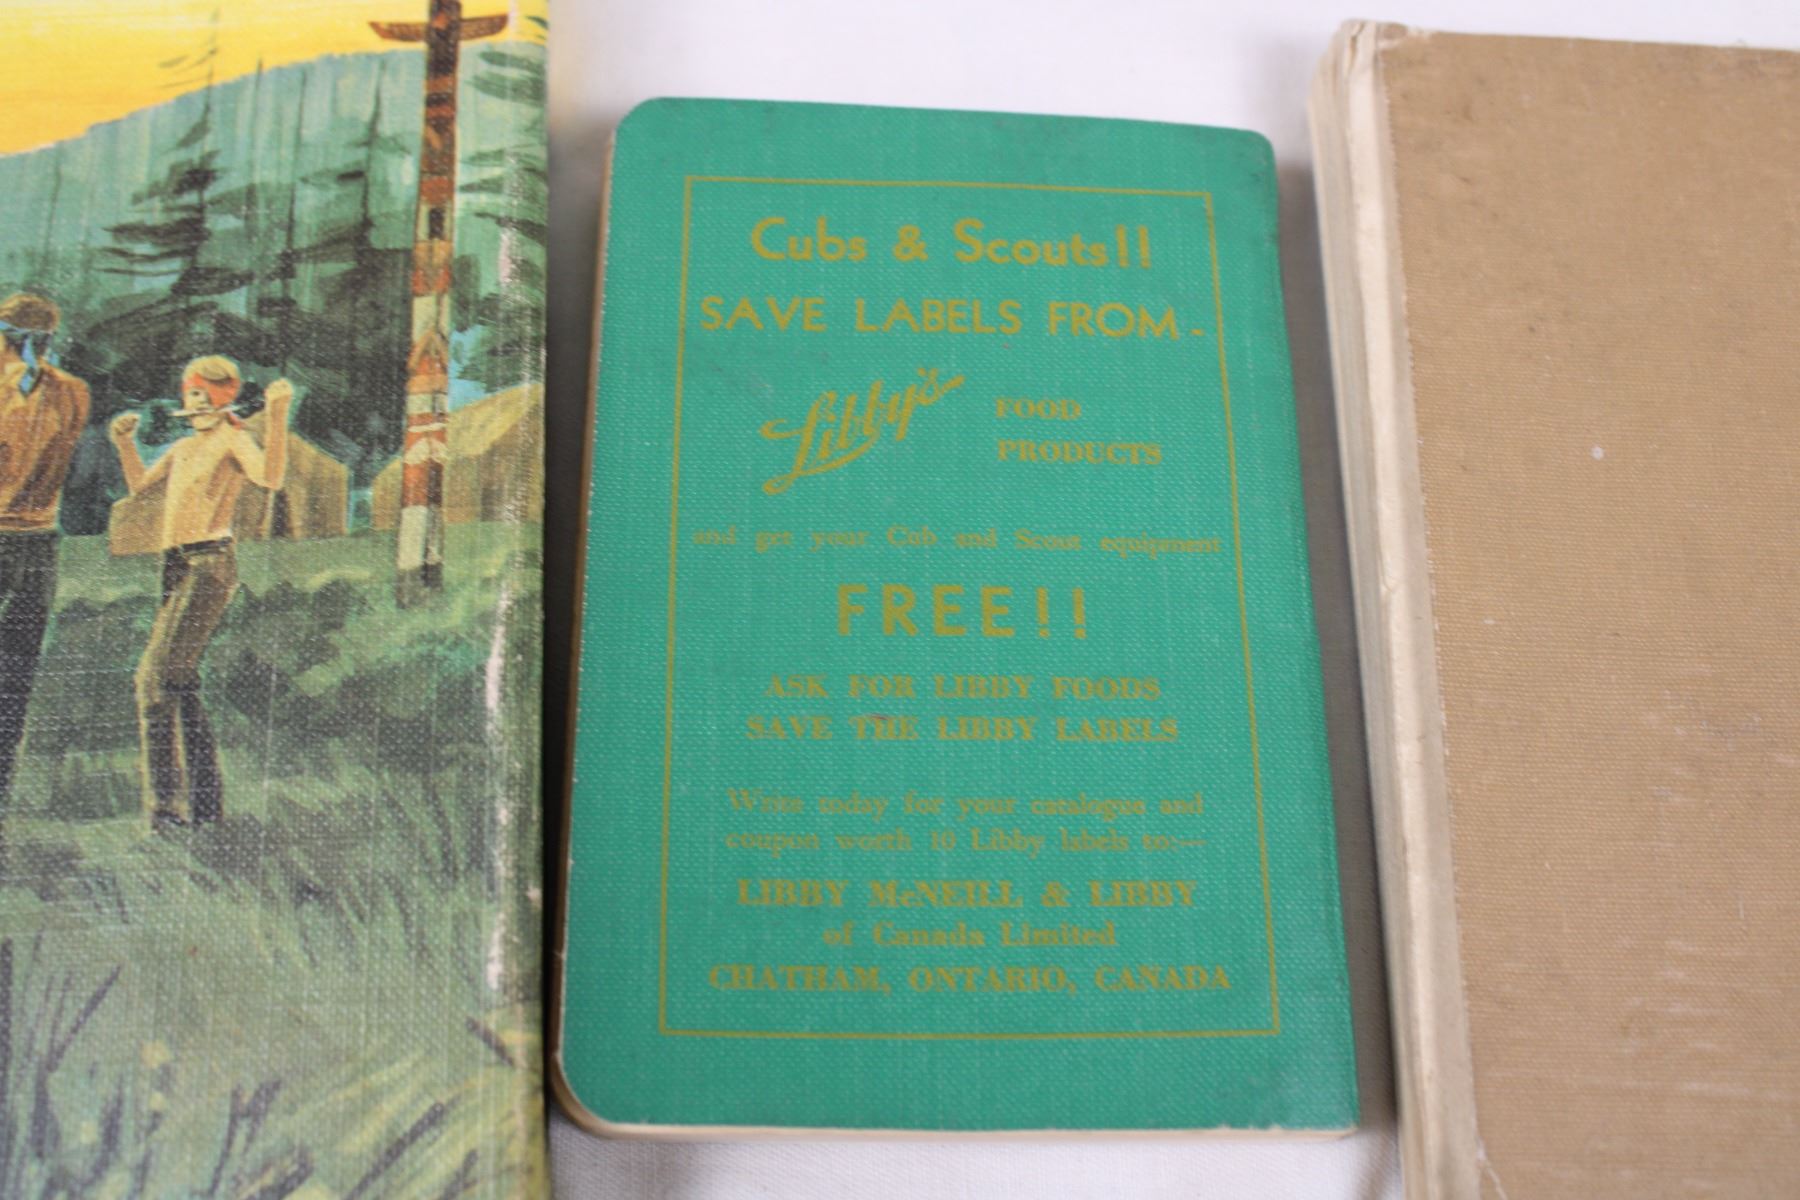 Cubs & Scouts!!
SAVE LABELS FROM-
Libby's FOOD
PRODUCTS
and get your Cub and Scout equipment
FREE!!
ASK FOR LIBBY FOODS
SAVE THE LIBBY LABELS
Write today for your catalogue and
coupon worth 10 Libby labels to:—
LIBBY McNEILL & LIBBY
of Canada Limited
CHATHAM, ONTARIO, CANADA